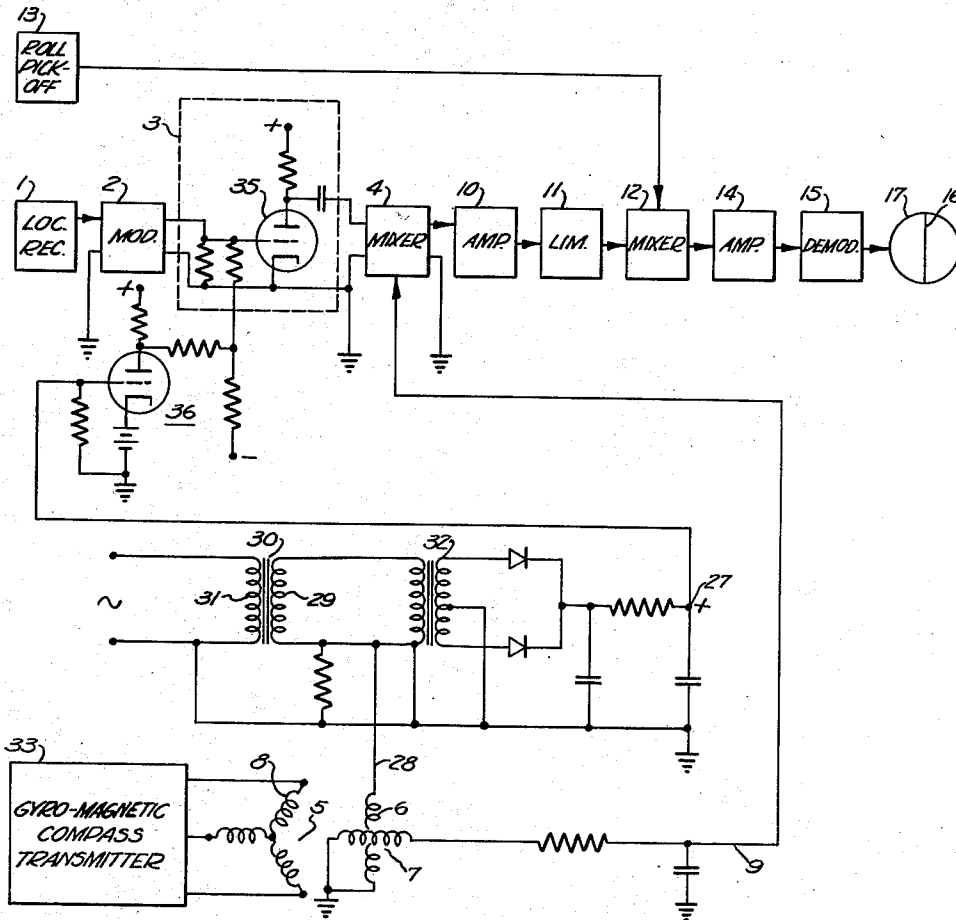 13
ROLL
PICK-
OFF
3
+
1
LOC.
REC.
2
MOD.
35
4
MIXER
10
AMP.
11
LIM.
12
MIXER
14
AMP.
15
DEMOD.
17
16
+
36
−
30
32
27
+
~
31
29
33
GYRO-MAGNETIC
COMPASS
TRANSMITTER
8
5
28
6
7
9